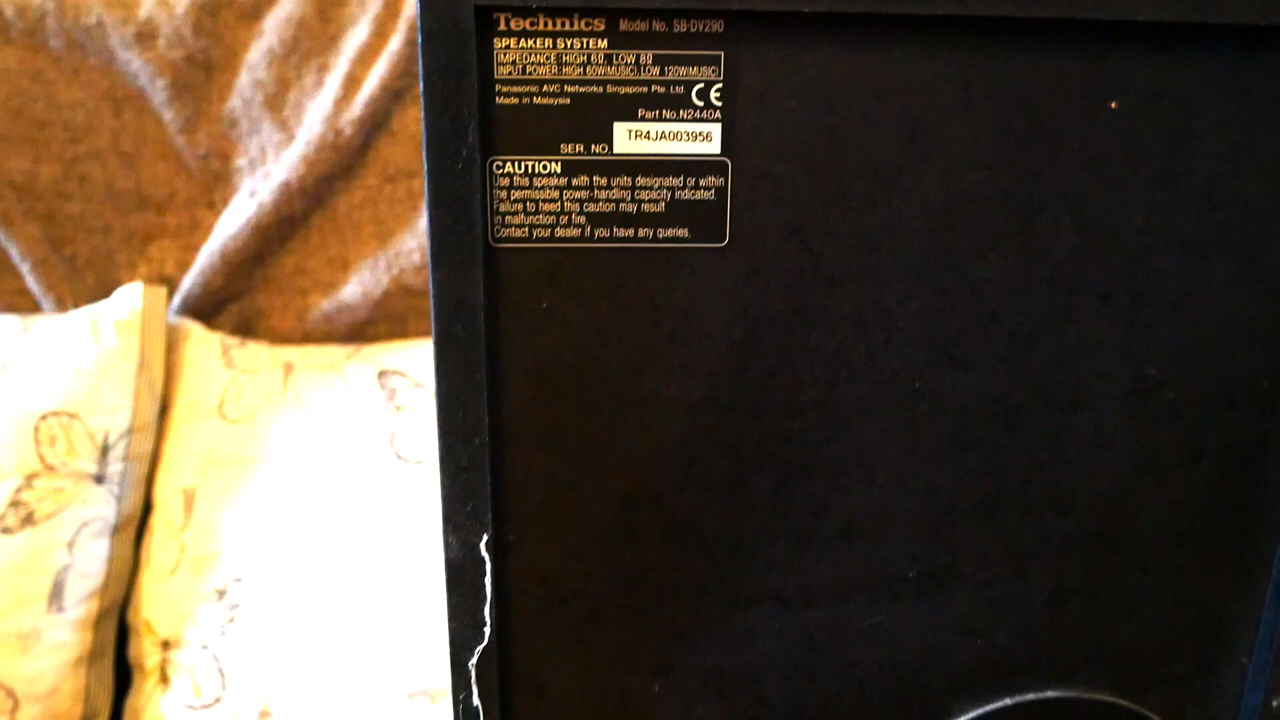 Technics Model No. SB-DV290
SPEAKER SYSTEM
IMPEDANCE:HIGH 6Ω, LOW 8Ω
INPUT POWER:HIGH 60W(MUSIC), LOW 120W(MUSIC)
Panasonic AVC Networks Singapore Pte. Ltd.
Made in Malaysia
CE
Part No.N2440A
TR4JA003956
SER. NO.
CAUTION
Use this speaker with the units designated or within
the permissible power-handling capacity indicated.
Failure to heed this caution may result
in malfunction or fire.
Contact your dealer if you have any queries.